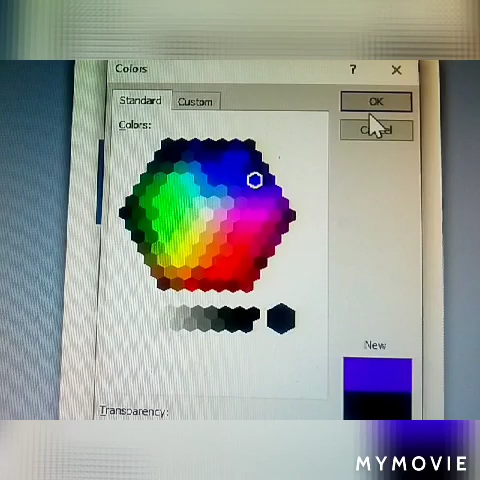 Colors
?
Standard
Custom
OK
Colors:
New
Transparency:
MYMOVIE